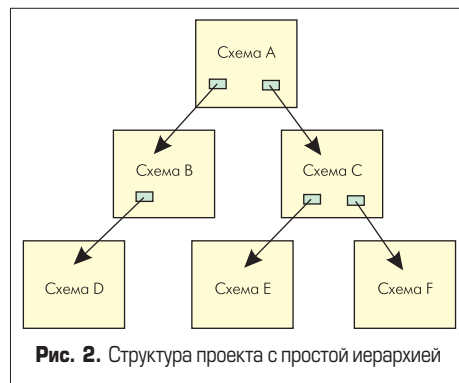 Схема A
Схема B
Схема C
Схема D
Схема E
Схема F
Рис. 2. Структура проекта с простой иерархией